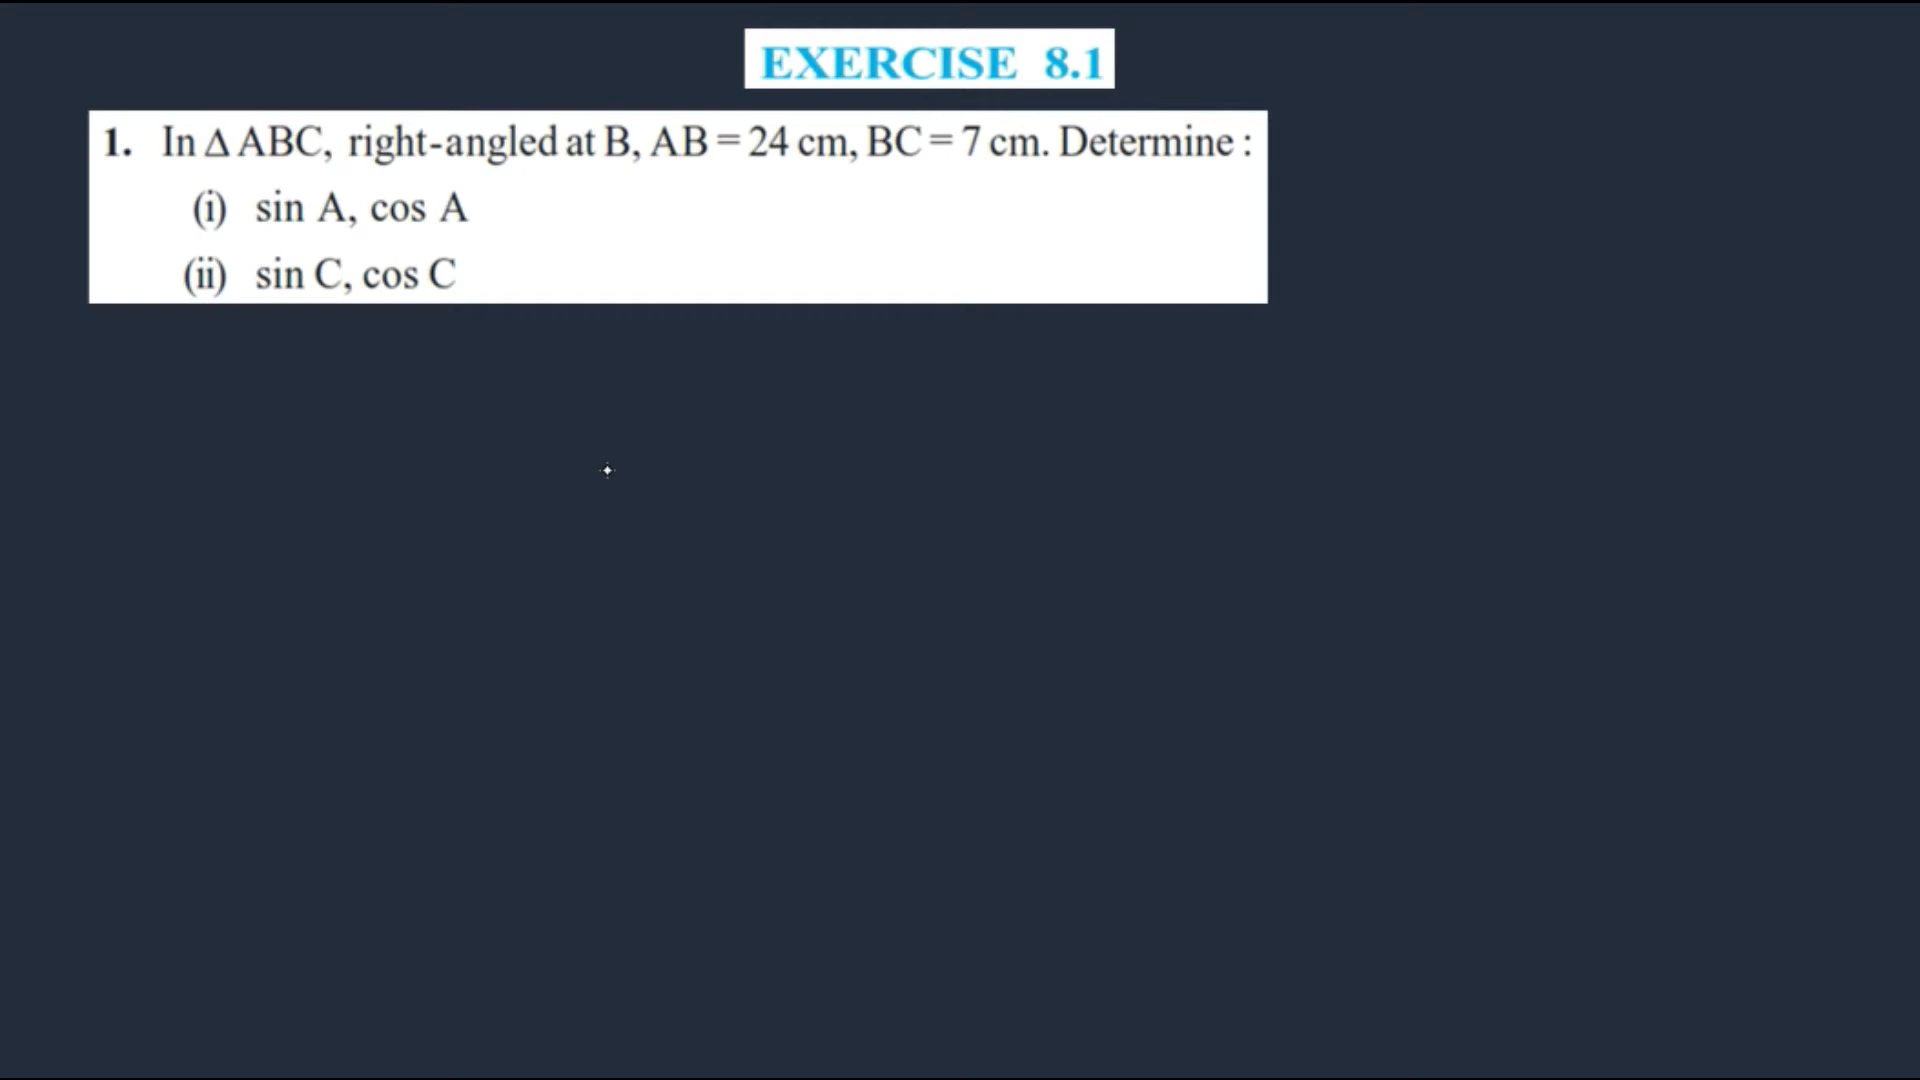 EXERCISE 8.1
1. In Δ ABC, right-angled at B, AB = 24 cm, BC = 7 cm. Determine :
(i) sin A, cos A
(ii) sin C, cos C